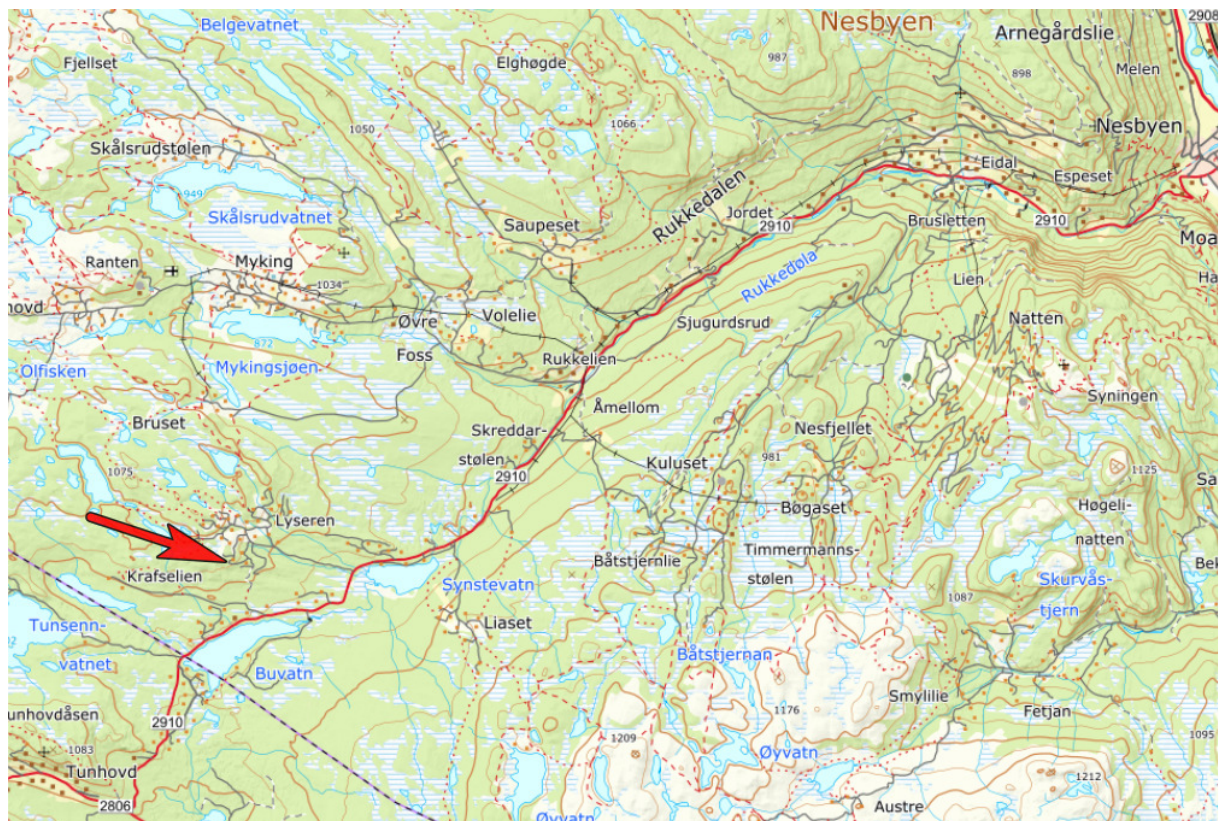 2908
Belgevatnet
Nesbyen
Arnegårdslie
Fjellset
Elghøgde
987
898
Melen
1050
1066
Nesbyen
Skålsrudstølen
949
Eidal
Espeset
Skålsrudvatnet
Saupeset
Rukkedalen
Jordet
2910
Brusletten
2910
Moa
Ranten
Myking
1034
Rukkedøla
Lien
Ha
hovd
Øvre
Foss
Volelie
Sjugurdsrud
Natten
872
Mykingsjøen
Rukkelien
Olfisken
Syningen
Bruset
Åmellom
Skreddar-
stølen
Nesfjellet
1075
2910
Kuluset
981
1125
Sa
Lyseren
Bøgaset
Høgeli-
natten
Krafselien
Synstevatn
Båtstjernlie
Timmermanns-
stølen
Skurvås-
tjern
Bek
1087
Tunsenn-
vatnet
Liaset
Båtstjernan
Buvatn
Smylilie
unhovdåsen
2910
1176
Fetjan
1083
1209
Øyvatn
1095
Tunhovd
1212
2806
Austre
Øyvatn